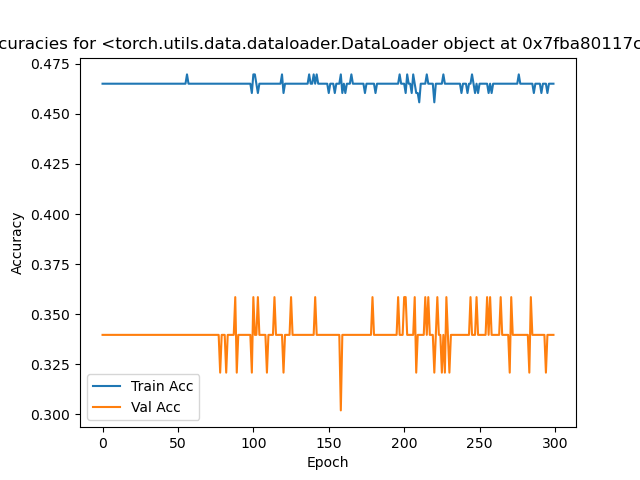 curacies for <torch.utils.data.dataloader.DataLoader object at 0x7fba80117c
0.475
0.450
0.425
0.400
0.375
0.350
0.325
0.300
Accuracy
Train Acc
Val Acc
0 50 100 150 200 250 300
Epoch